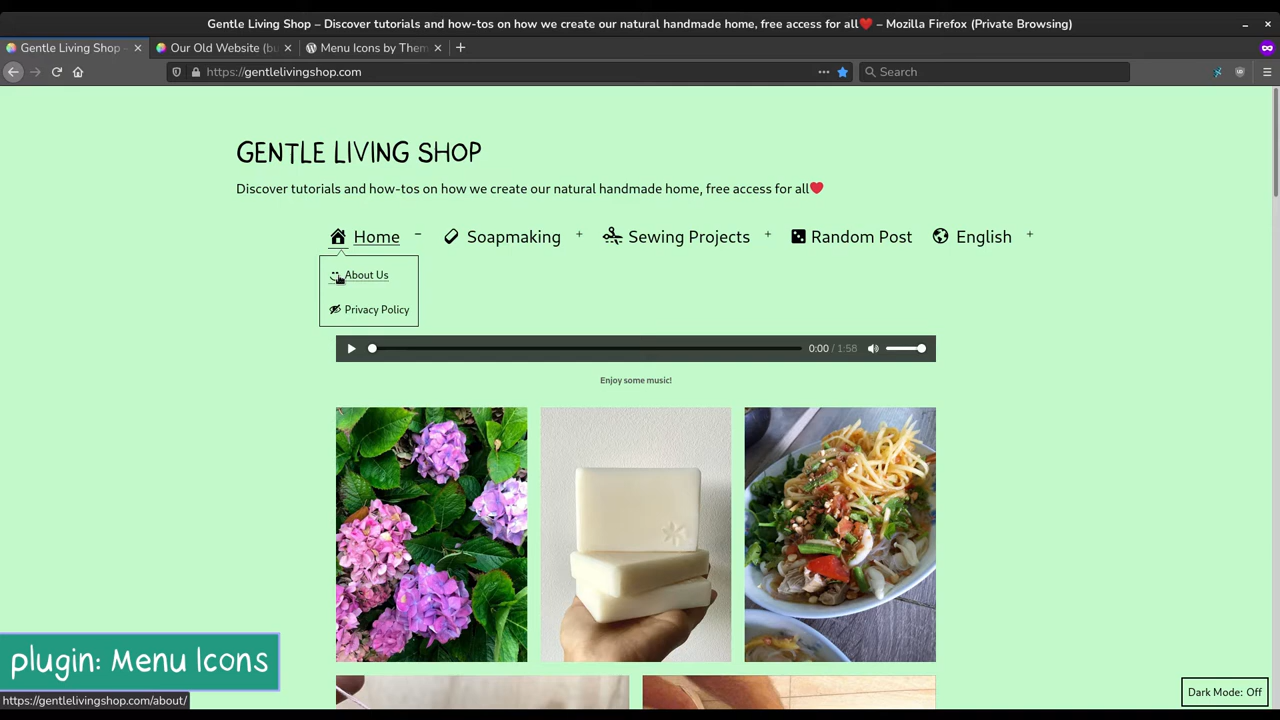 Gentle Living Shop – Discover tutorials and how-tos on how we create our natural handmade home, free access for all❤ – Mozilla Firefox (Private Browsing)
Gentle Living Shop –
Our Old Website (bu
Menu Icons by Them
https://gentlelivingshop.com
Search
GENTLE LIVING SHOP
Discover tutorials and how-tos on how we create our natural handmade home, free access for all❤
Home − Soapmaking + Sewing Projects + Random Post English +
About Us
Privacy Policy
0:00 / 1:58
Enjoy some music!
plugin: Menu Icons
https://gentlelivingshop.com/about/
Dark Mode: Off